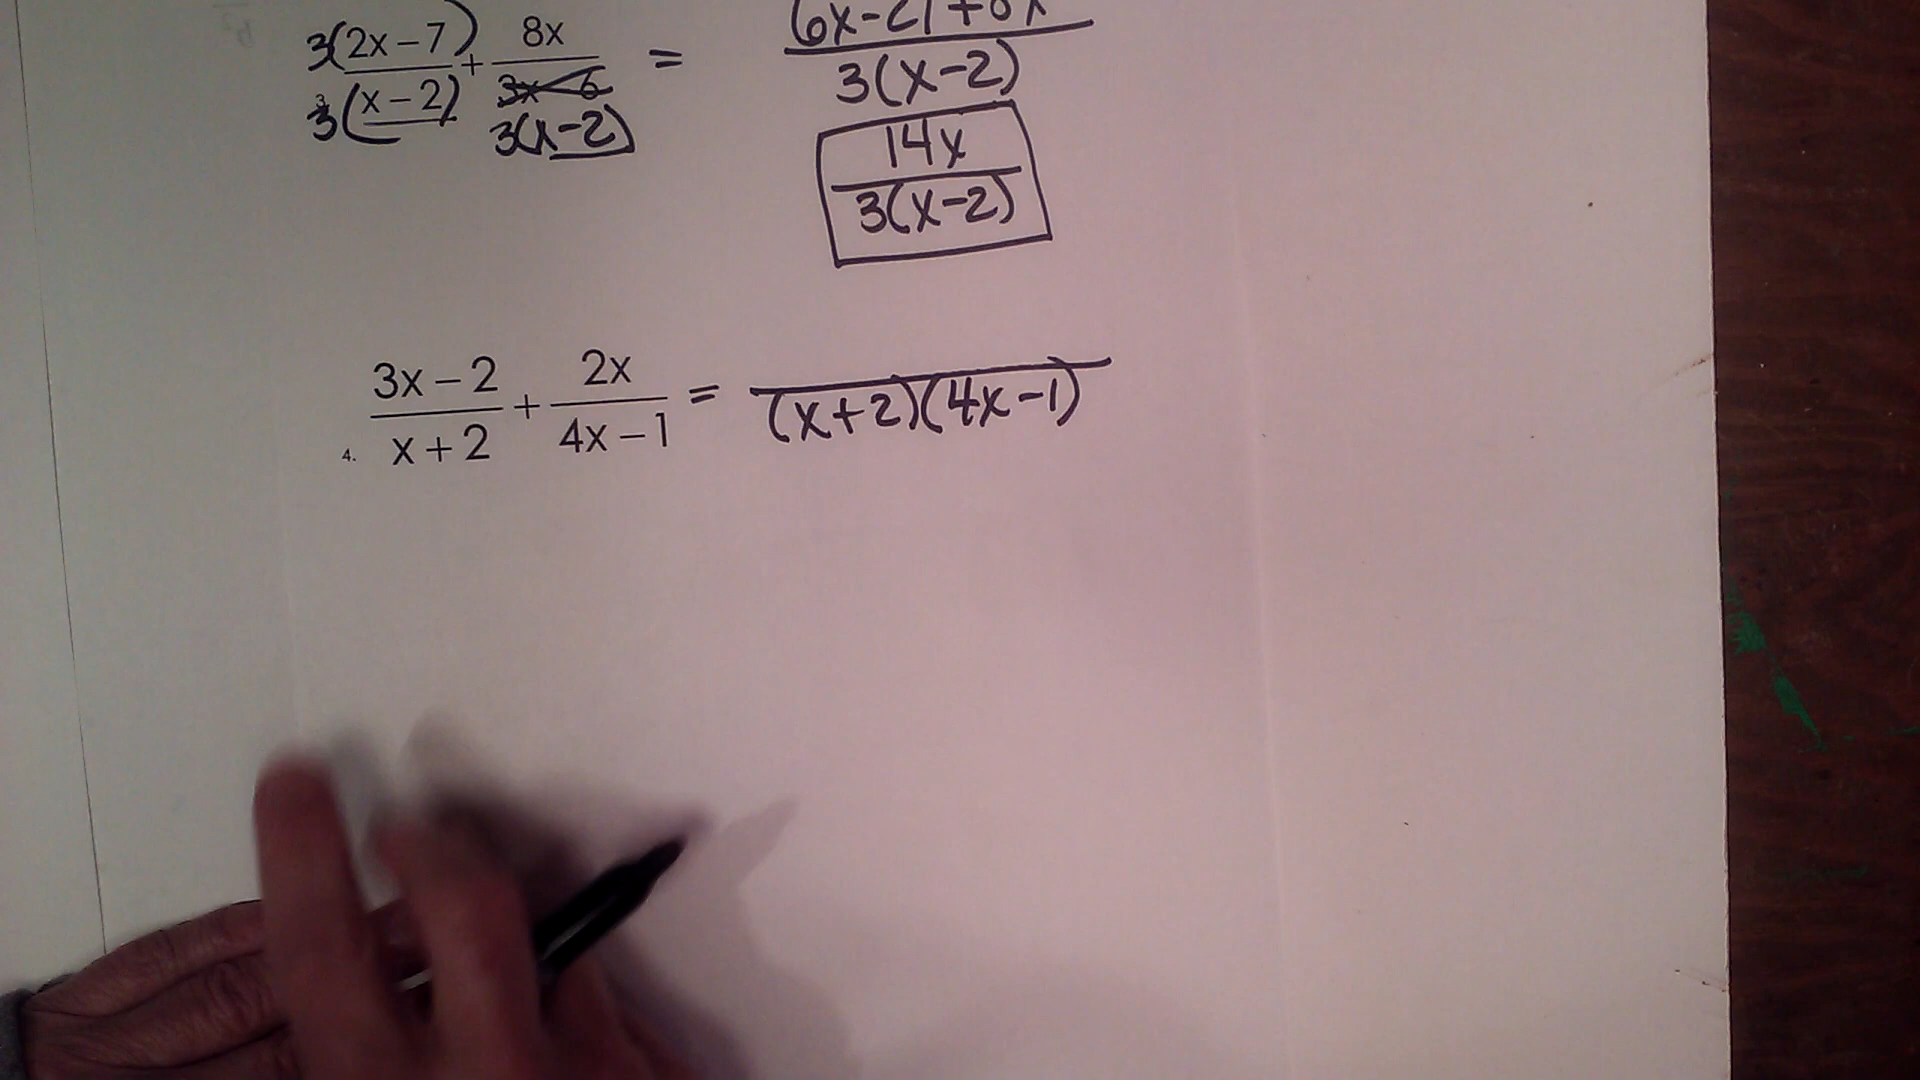 3(2x-7)/3(x-2) + 8x/3(x-2) = 6x-21+8x/3(x-2)
14x/3(x-2)
4. 3x-2/x+2 + 2x/4x-1 = /(x+2)(4x-1)